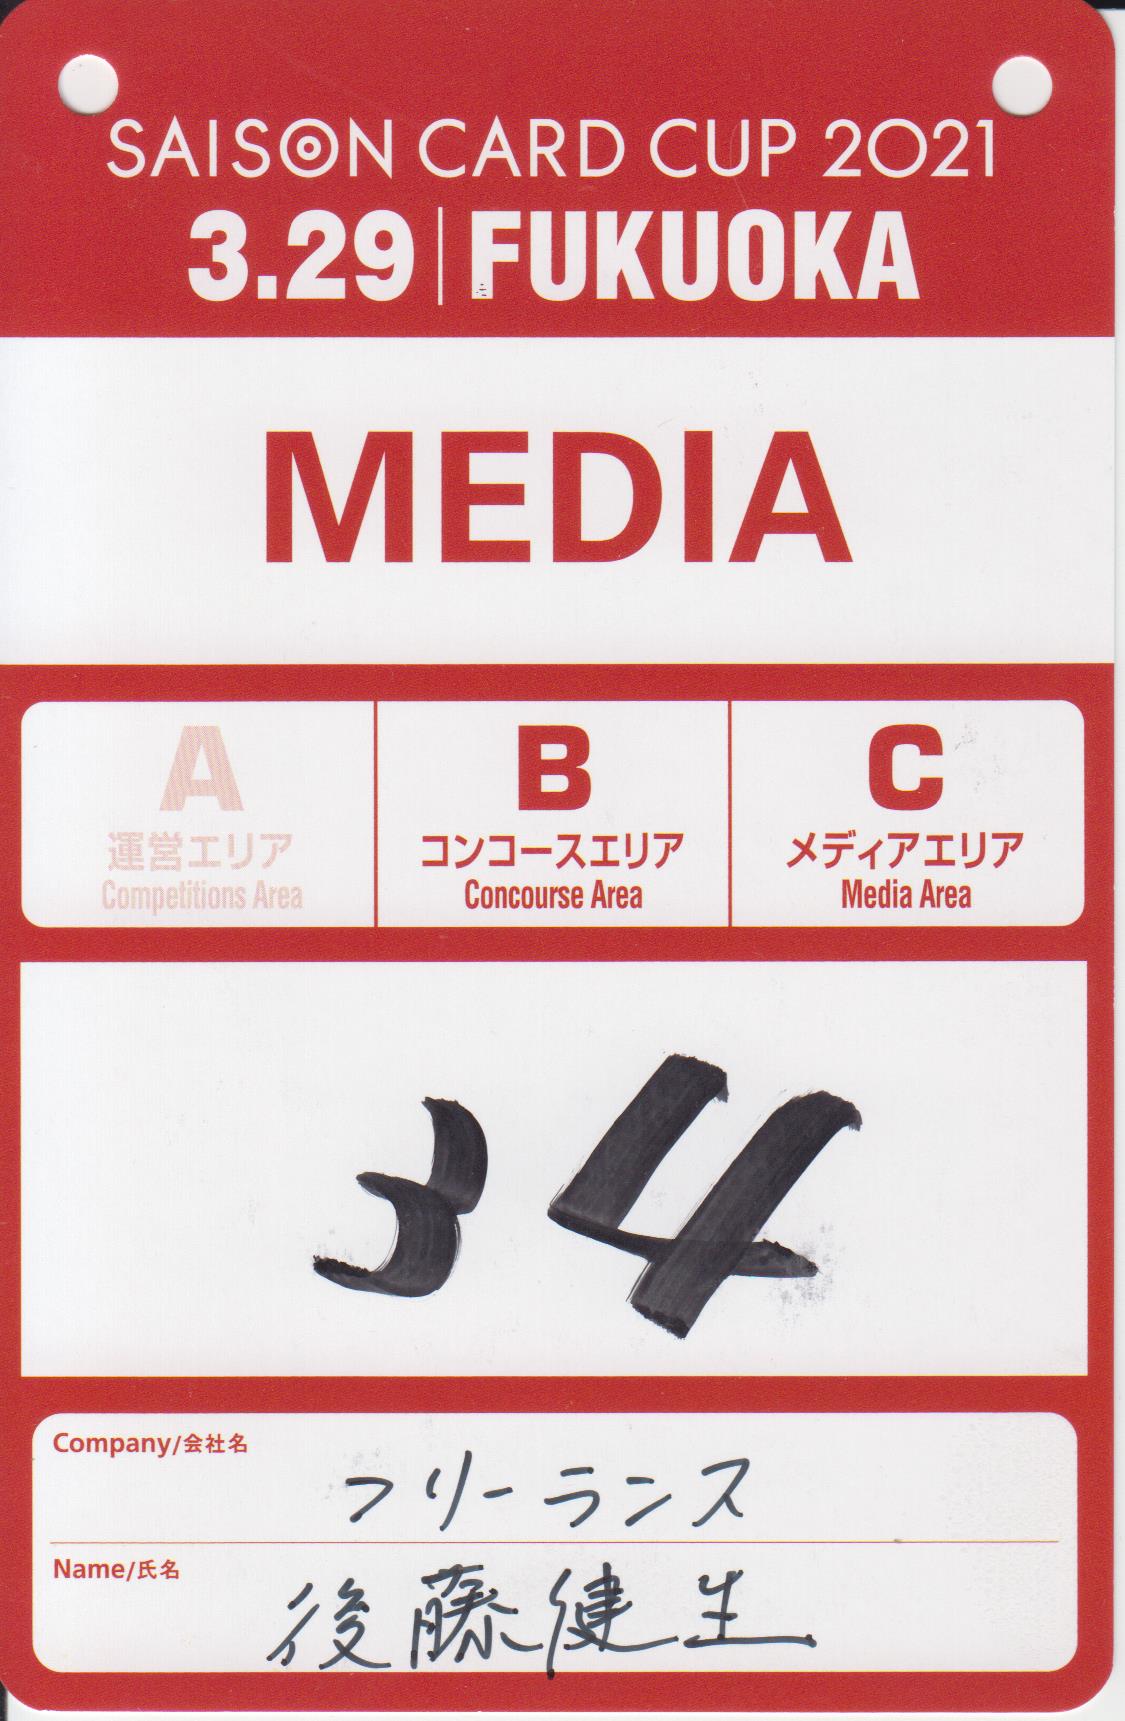 SAISON CARD CUP 2021
3.29 | FUKUOKA
MEDIA
A
運営エリア
Competitions Area
B
コンコースエリア
Concourse Area
C
メディアエリア
Media Area
34
Company/会社名
フリーランス
Name/氏名
後藤健生